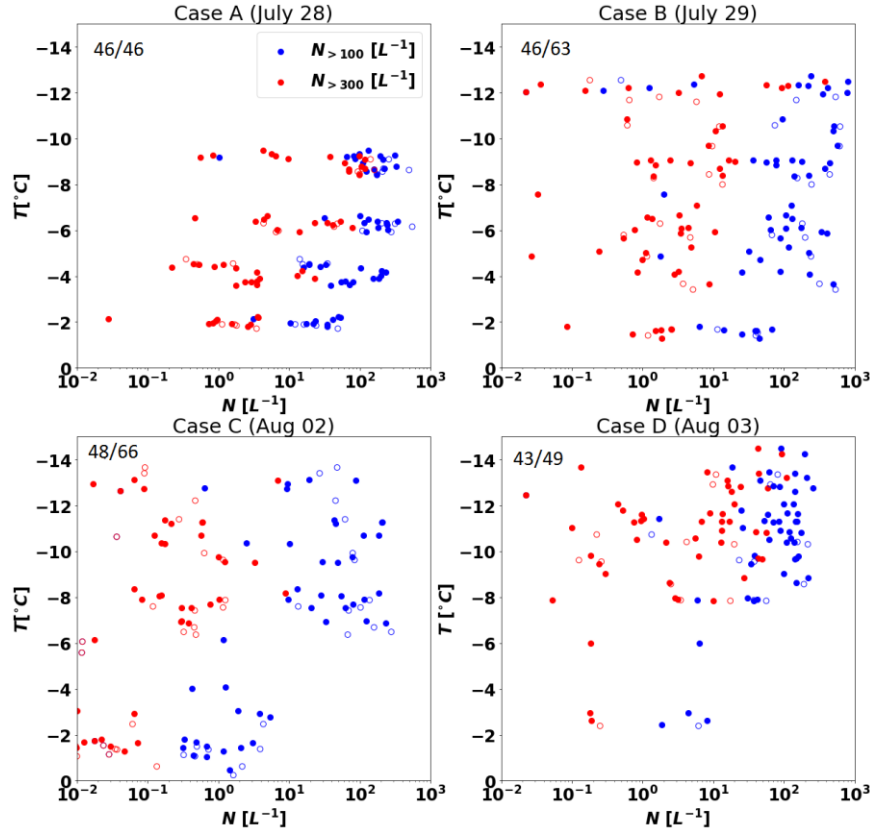 Case A (July 28)
46/46
N>100 [L⁻¹]
N>300 [L⁻¹]
−14
−12
−10
−8
−6
−4
−2
0
T[°C]
10⁻² 10⁻¹ 10⁰ 10¹ 10² 10³
N [L⁻¹]
Case B (July 29)
46/63
−14
−12
−10
−8
−6
−4
−2
0
T[°C]
10⁻² 10⁻¹ 10⁰ 10¹ 10² 10³
N [L⁻¹]
Case C (Aug 02)
48/66
−14
−12
−10
−8
−6
−4
−2
0
T[°C]
10⁻² 10⁻¹ 10⁰ 10¹ 10² 10³
N [L⁻¹]
Case D (Aug 03)
43/49
−14
−12
−10
−8
−6
−4
−2
0
T [°C]
10⁻² 10⁻¹ 10⁰ 10¹ 10² 10³
N [L⁻¹]